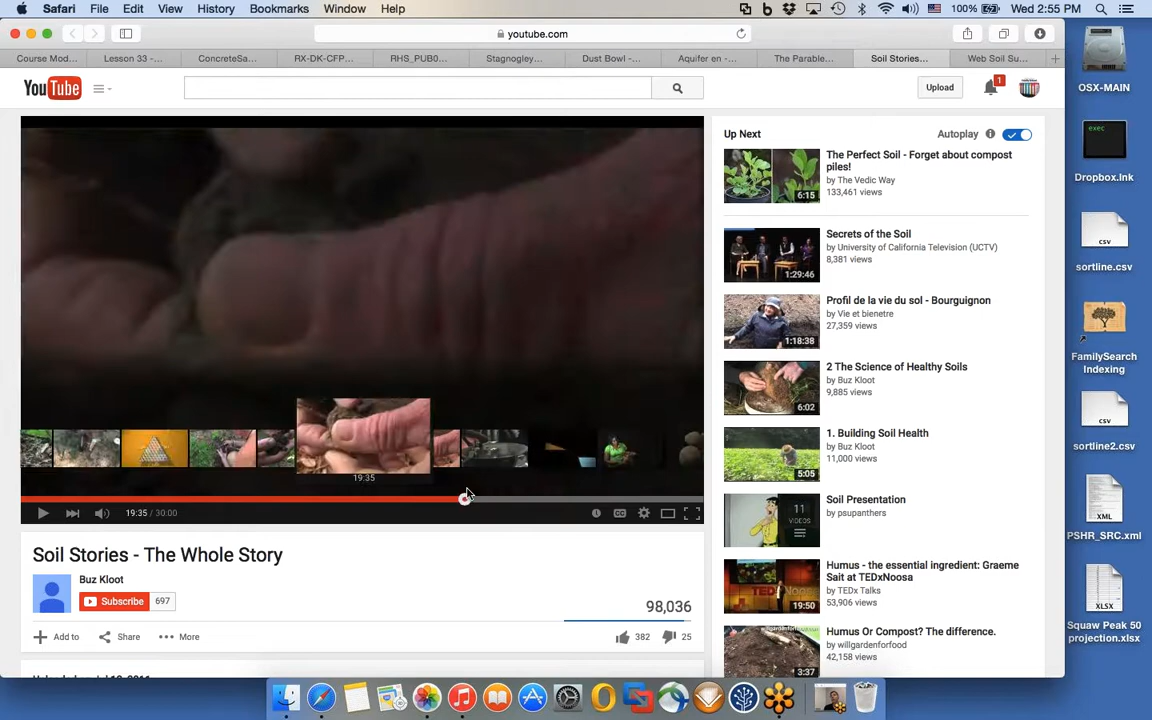 Safari File Edit View History Bookmarks Window Help 100% Wed 2:55 PM
youtube.com
Course Mod... Lesson 33 -... ConcreteSa... RX-DK-CFP... RHS_PUB0... Stagnogley... Dust Bowl -... Aquifer en -... The Parable... Soil Stories... Web Soil Su...
YouTube Upload 1
Up Next Autoplay
The Perfect Soil - Forget about compost
piles!
by The Vedic Way
133,461 views
6:15
Secrets of the Soil
by University of California Television (UCTV)
8,381 views
1:29:46
Profil de la vie du sol - Bourguignon
by Vie et bienetre
27,359 views
1:18:38
2 The Science of Healthy Soils
by Buz Kloot
9,885 views
6:02
1. Building Soil Health
by Buz Kloot
11,000 views
5:05
Soil Presentation
by psupanthers
11
VIDEOS
Humus - the essential ingredient: Graeme
Sait at TEDxNoosa
by TEDx Talks
53,906 views
19:50
Humus Or Compost? The difference.
by willgardenforfood
42,158 views
3:37
19:35
19:35 / 30:00
CC
Soil Stories - The Whole Story
Buz Kloot
Subscribe 697
98,036
Add to Share More 382 25
OSX-MAIN
exec
Dropbox.lnk
csv
sortline.csv
FamilySearch
Indexing
csv
sortline2.csv
XML
PSHR_SRC.xml
XLSX
Squaw Peak 50
projection.xlsx